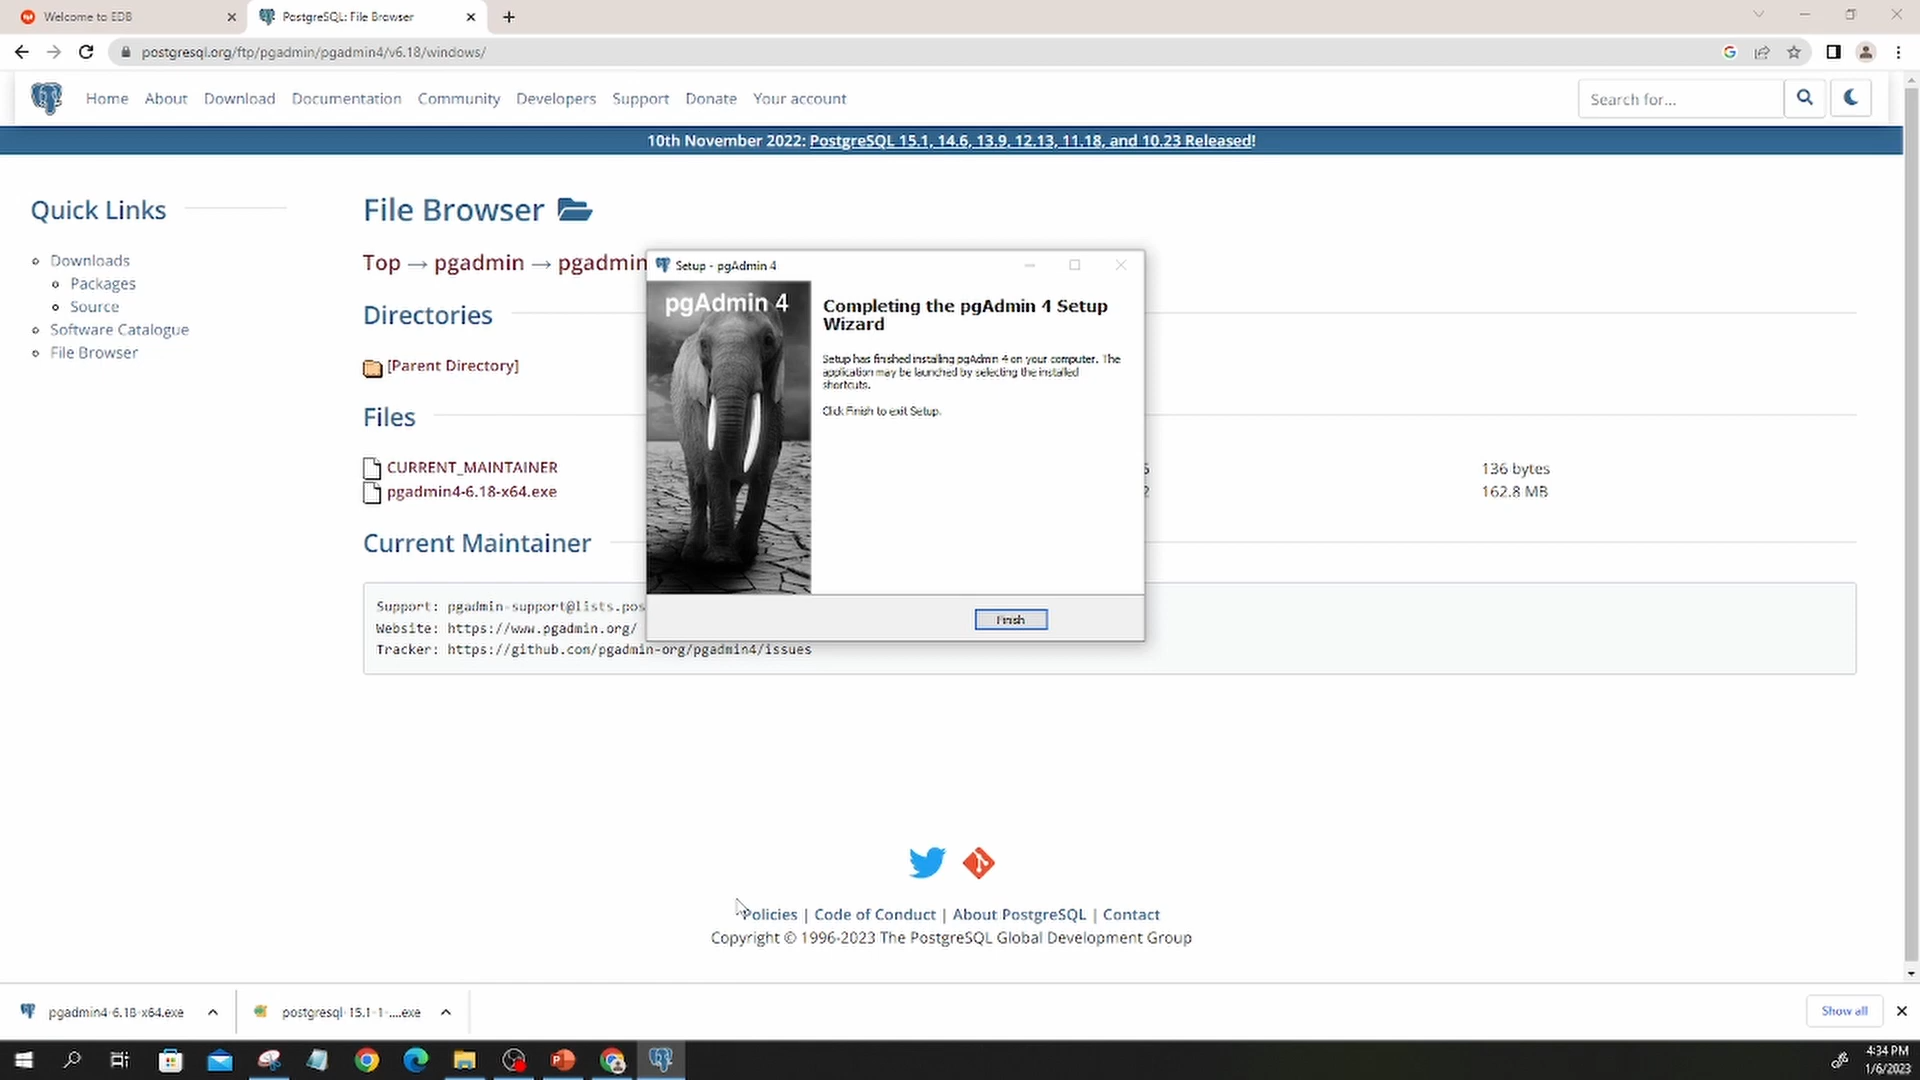 Welcome to EDB
PostgreSQL: File Browser
postgresql.org/ftp/pgadmin/pgadmin4/v6.18/windows/
Home About Download Documentation Community Developers Support Donate Your account
Search for...
10th November 2022: PostgreSQL 15.1, 14.6, 13.9, 12.13, 11.18, and 10.23 Released!
Quick Links
Downloads
Packages
Source
Software Catalogue
File Browser
File Browser
Top → pgadmin → pgadmin
Directories
[Parent Directory]
Files
CURRENT_MAINTAINER
136 bytes
pgadmin4-6.18-x64.exe
162.8 MB
Current Maintainer
Support: pgadmin-support@lists.pos
Website: https://www.pgadmin.org/
Tracker: https://github.com/pgadmin-org/pgadmin4/issues
Setup - pgAdmin 4
pgAdmin 4
Completing the pgAdmin 4 Setup
Wizard
Setup has finished installing pgAdmin 4 on your computer. The
application may be launched by selecting the installed
shortcuts.
Click Finish to exit Setup.
Finish
Policies | Code of Conduct | About PostgreSQL | Contact
Copyright © 1996-2023 The PostgreSQL Global Development Group
pgadmin4-6.18-x64.exe
postgresql-15.1-1-....exe
Show all
4:34 PM
1/6/2023